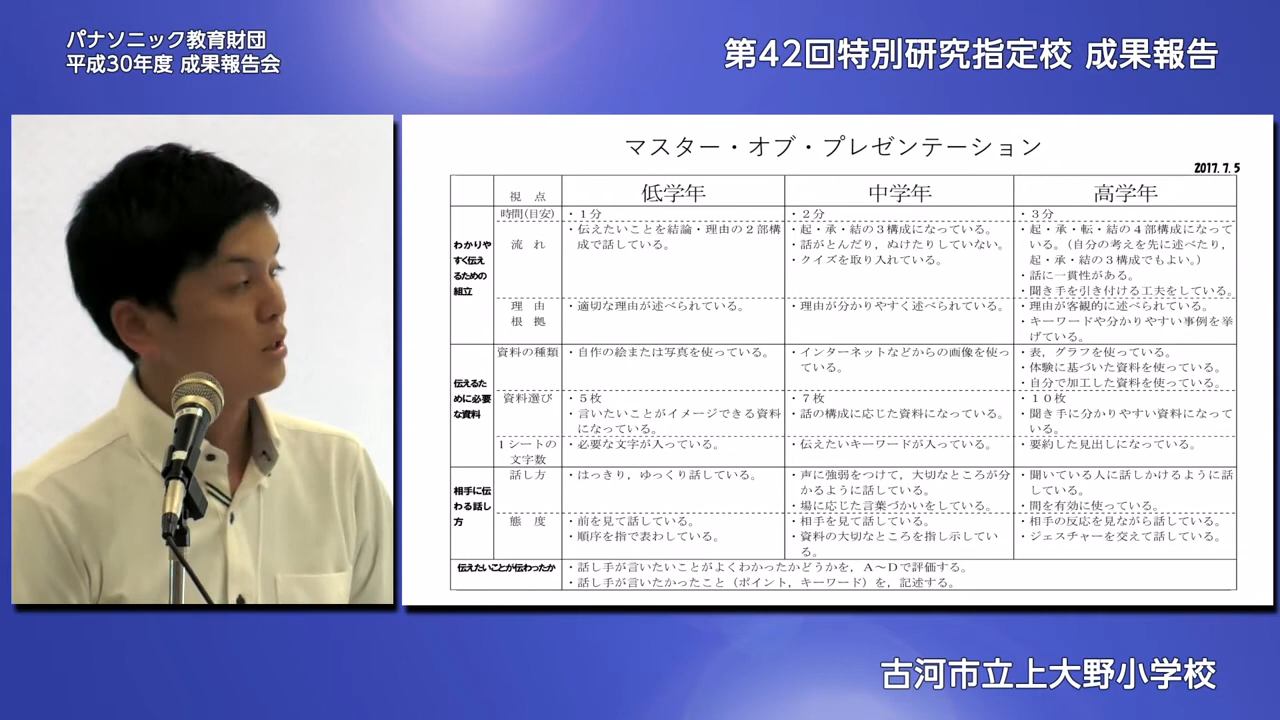 パナソニック教育財団
平成30年度 成果報告会
第42回特別研究指定校 成果報告
マスター・オブ・プレゼンテーション
2017. 7. 5
視 点
低学年
中学年
高学年
わかりや
すく伝え
るための
組立
時間(目安)
・１分
・２分
・３分
流 れ
・伝えたいことを結論・理由の２部構
成で話している。
・起・承・結の３構成になっている。
・話がとんだり，ぬけたりしていない。
・クイズを取り入れている。
・起・承・転・結の４部構成になって
いる。（自分の考えを先に述べたり，
起・承・結の３構成でもよい。）
・話に一貫性がある。
・聞き手を引き付ける工夫をしている。
理 由
根 拠
・適切な理由が述べられている。
・理由が分かりやすく述べられている。
・理由が客観的に述べられている。
・キーワードや分かりやすい事例を挙
げている。
伝えるた
めに必要
な資料
資料の種類
・自作の絵または写真を使っている。
・インターネットなどからの画像を使っ
ている。
・表，グラフを使っている。
・体験に基づいた資料を使っている。
・自分で加工した資料を使っている。
資料選び
・５枚
・言いたいことがイメージできる資料
になっている。
・７枚
・話の構成に応じた資料になっている。
・１０枚
・聞き手に分かりやすい資料になって
いる。
１シートの
文字数
・必要な文字が入っている。
・伝えたいキーワードが入っている。
・要約した見出しになっている。
相手に伝
わる話し
方
話し方
・はっきり，ゆっくり話している。
・声に強弱をつけて，大切なところが分
かるように話している。
・場に応じた言葉づかいをしている。
・聞いている人に話しかけるように話
している。
・間を有効に使っている。
態 度
・前を見て話している。
・順序を指で表わしている。
・相手を見て話している。
・資料の大切なところを指し示してい
る。
・相手の反応を見ながら話している。
・ジェスチャーを交えて話している。
伝えたいことが伝わったか
・話し手が言いたいことがよくわかったかどうかを，Ａ～Ｄで評価する。
・話し手が言いたかったこと（ポイント，キーワード）を，記述する。
古河市立上大野小学校